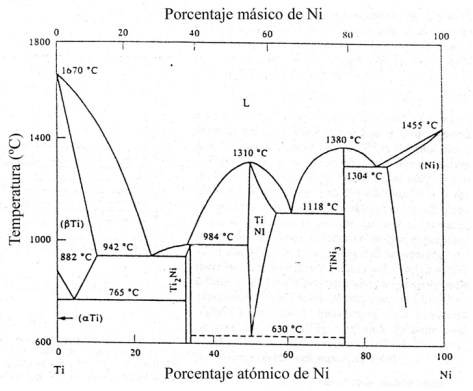 Porcentaje másico de Ni
0 20 40 60 80 100
1800
1670 °C
L
1455 °C
1400
1380 °C
1310 °C
(Ni)
1304 °C
Temperatura (ºC)
Ti
Ni
1118 °C
(βTi)
942 °C
984 °C
1000
882 °C
Ti₂Ni
TiNi₃
765 °C
(αTi)
630 °C
600
0 20 40 60 80 100
Ti
Porcentaje atómico de Ni
Ni